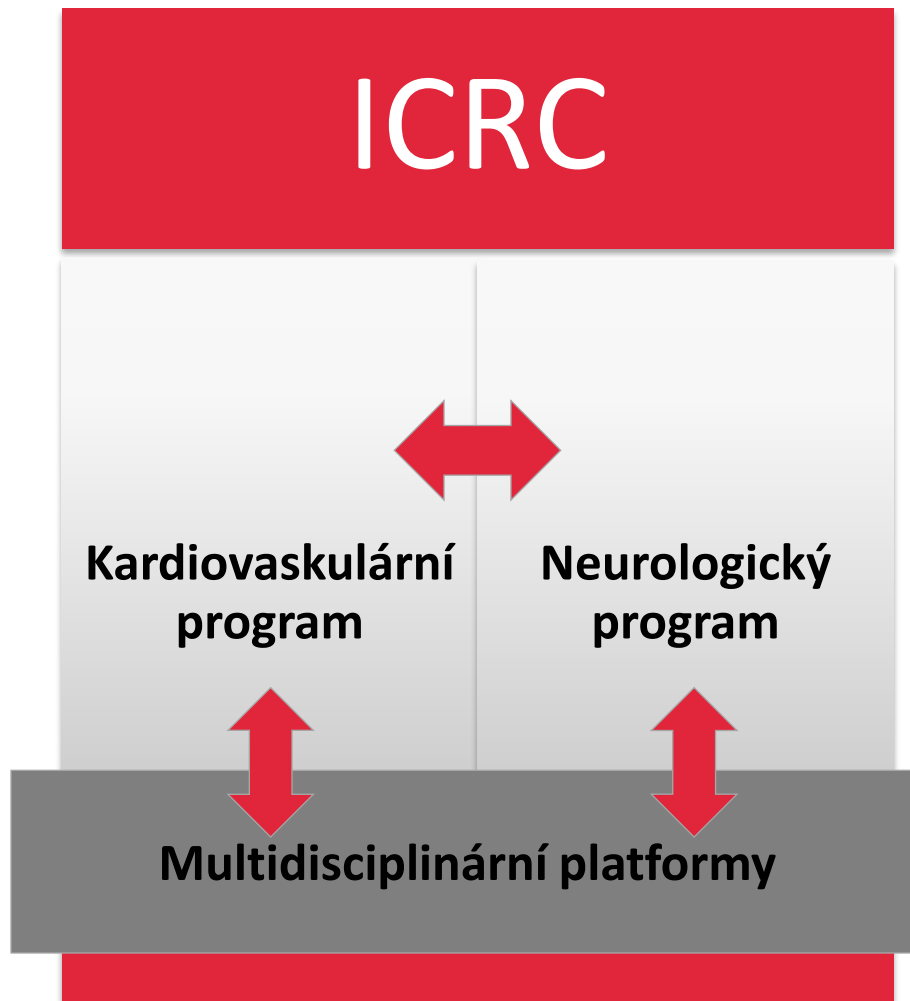 ICRC
Kardiovaskulární
program
Neurologický
program
Multidisciplinární platformy